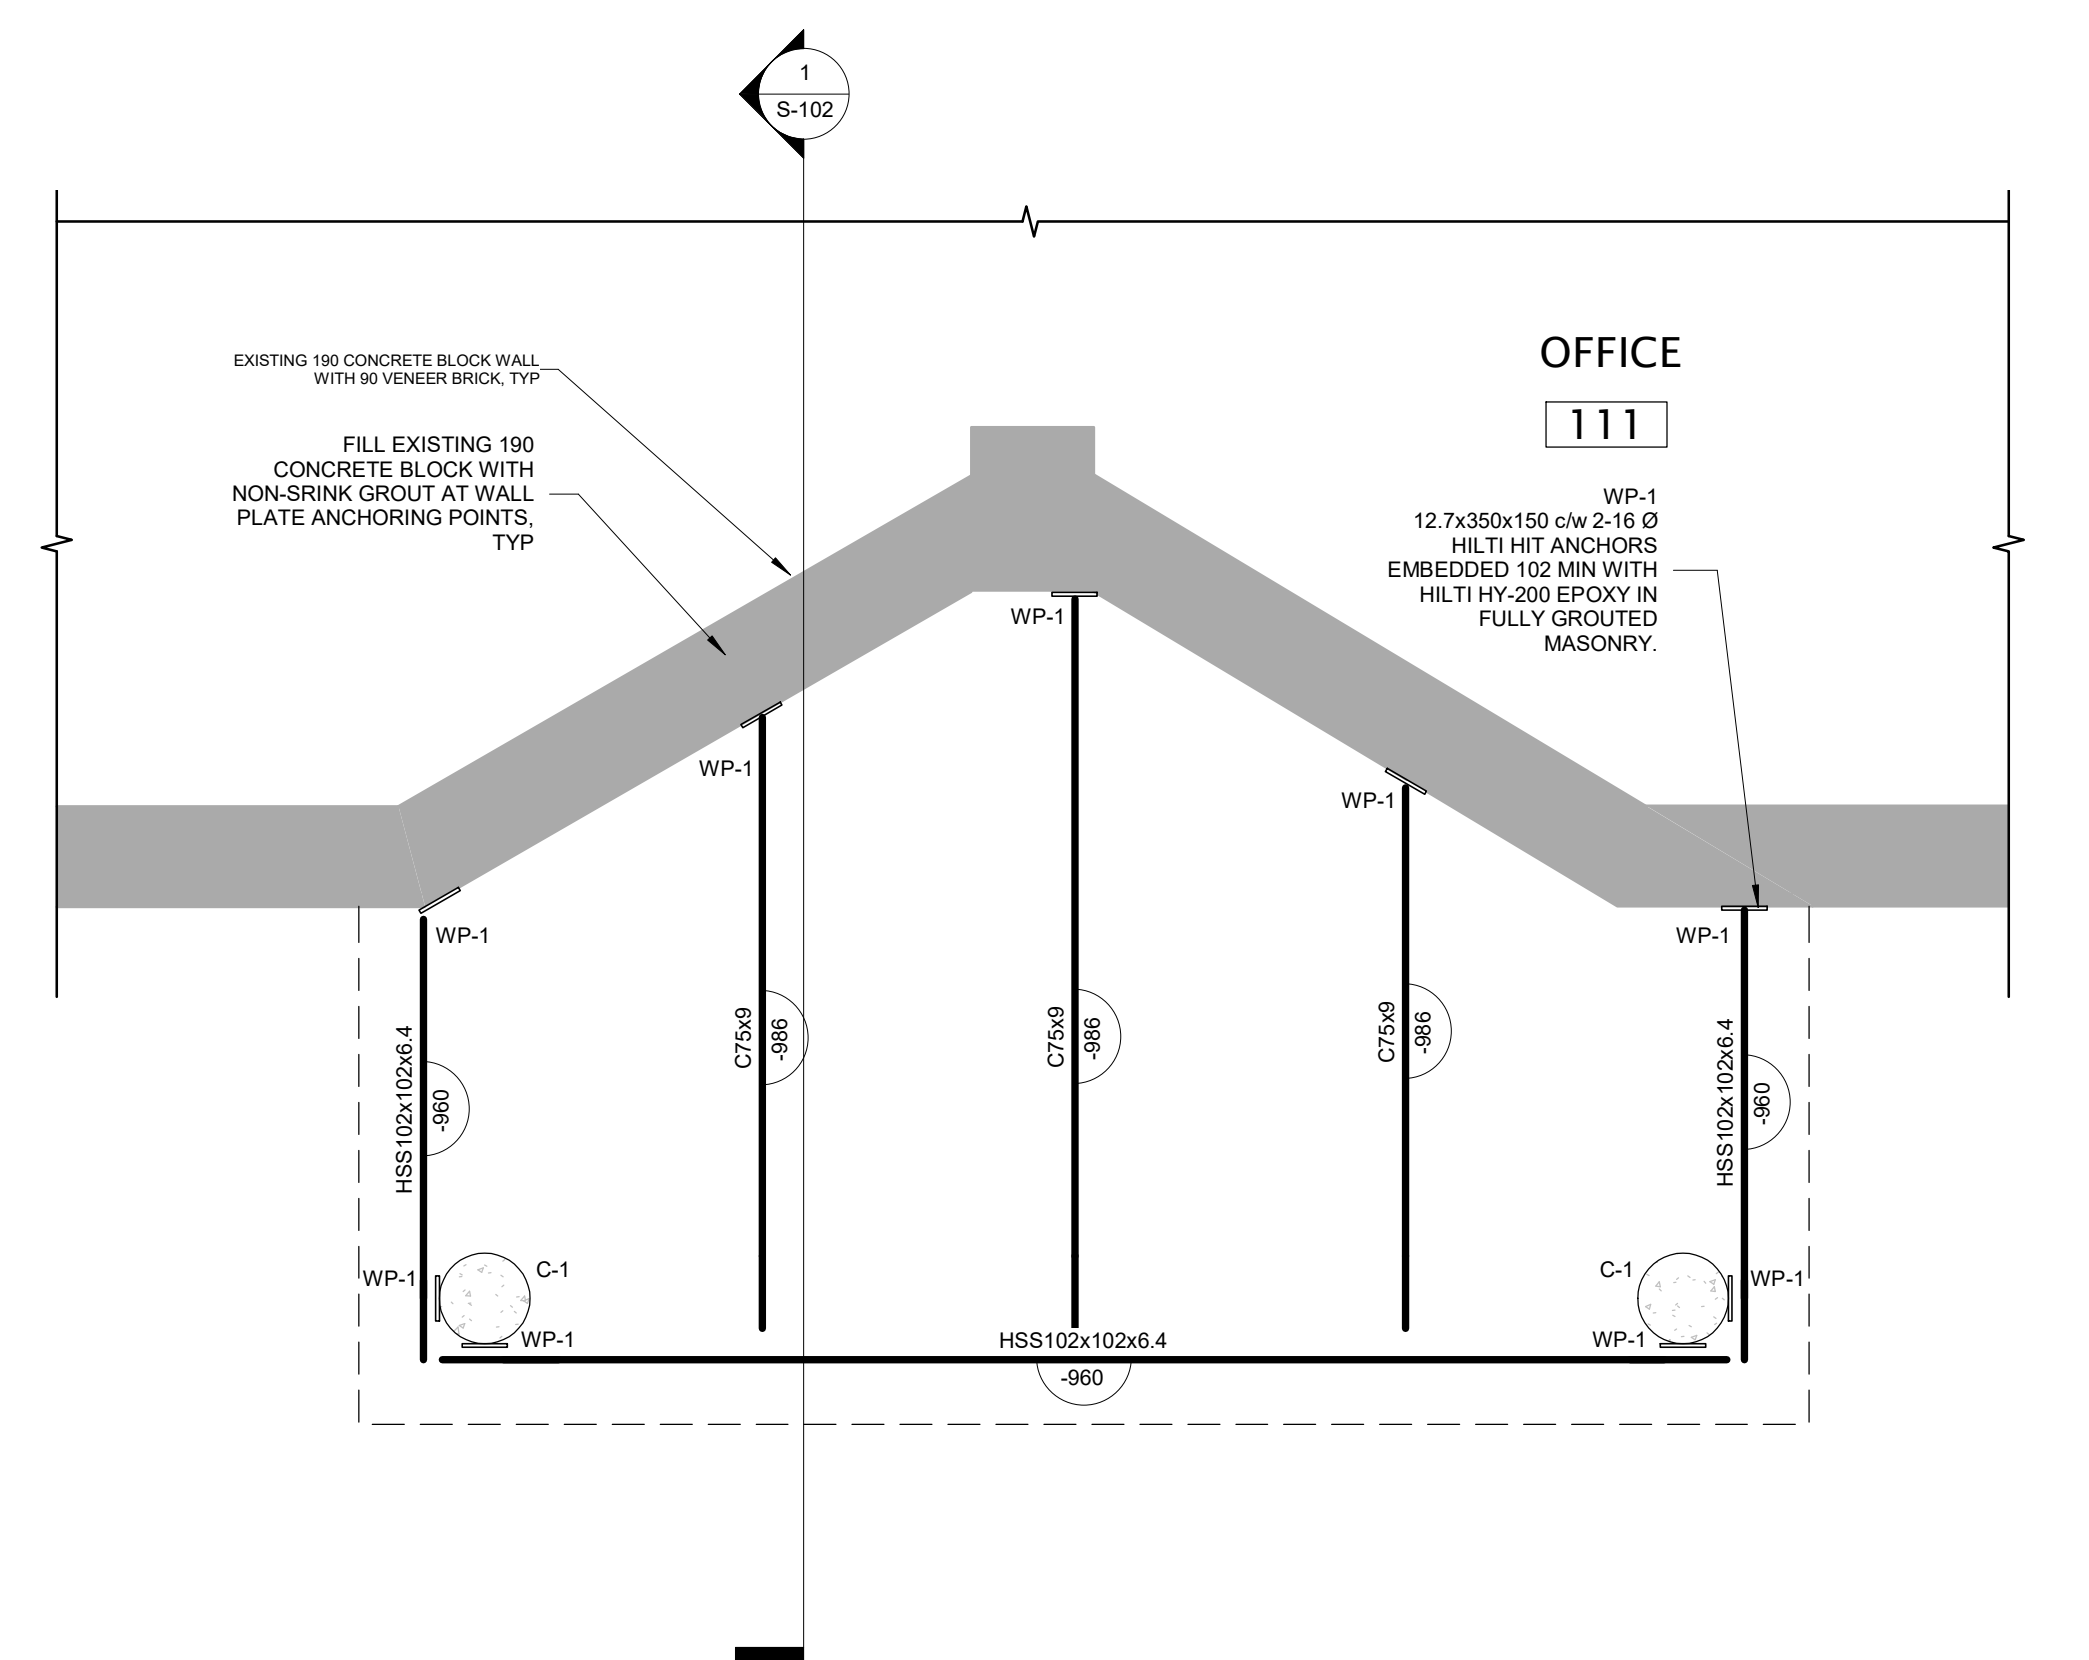 1
S-102
EXISTING 190 CONCRETE BLOCK WALL
WITH 90 VENEER BRICK, TYP
FILL EXISTING 190
CONCRETE BLOCK WITH
NON-SRINK GROUT AT WALL
PLATE ANCHORING POINTS,
TYP
OFFICE
111
WP-1
12.7x350x150 c/w 2-16 Ø
HILTI HIT ANCHORS
EMBEDDED 102 MIN WITH
HILTI HY-200 EPOXY IN
FULLY GROUTED
MASONRY.
WP-1
WP-1
WP-1
WP-1
WP-1
HSS102x102x6.4
-960
C75x9
-986
C75x9
-986
C75x9
-986
HSS102x102x6.4
-960
WP-1
C-1
WP-1
C-1
WP-1
WP-1
HSS102x102x6.4
-960